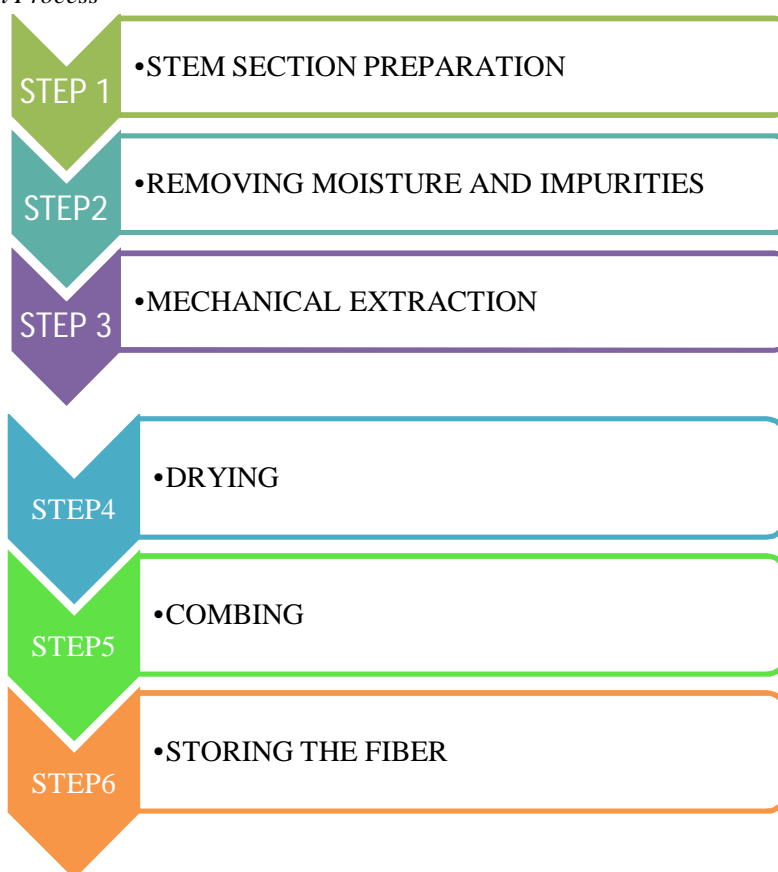 Process
STEP 1
•STEM SECTION PREPARATION
STEP2
•REMOVING MOISTURE AND IMPURITIES
STEP 3
•MECHANICAL EXTRACTION
STEP4
•DRYING
STEP5
•COMBING
STEP6
•STORING THE FIBER